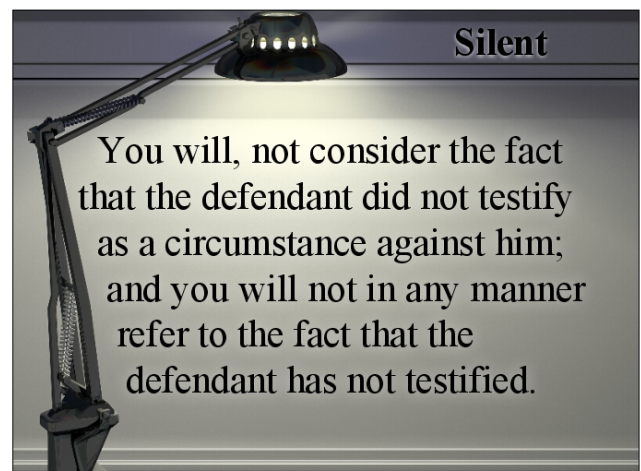 Silent
You will, not consider the fact
that the defendant did not testify
as a circumstance against him;
and you will not in any manner
refer to the fact that the
defendant has not testified.